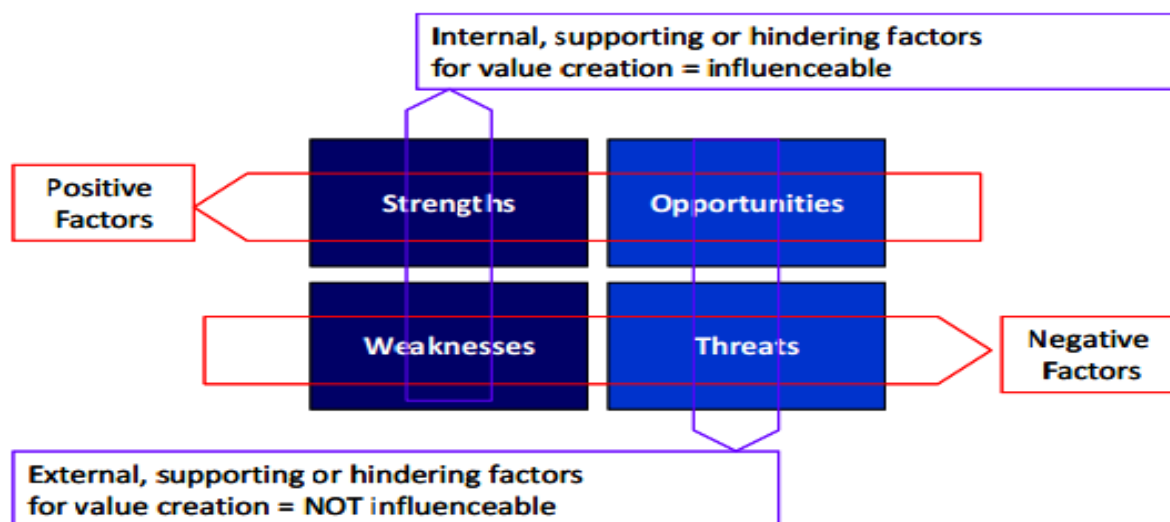 Internal, supporting or hindering factors
for value creation = influenceable
Positive
Factors
Strengths
Opportunities
Weaknesses
Threats
Negative
Factors
External, supporting or hindering factors
for value creation = NOT influenceable